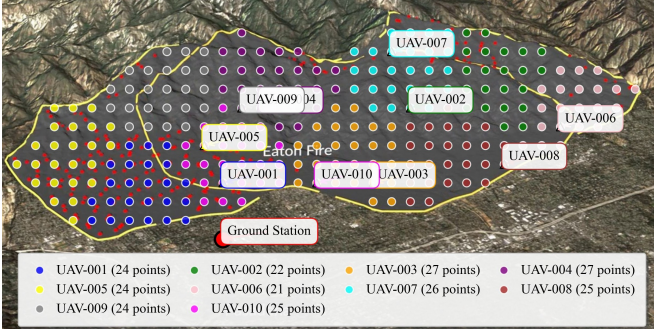 UAV-007
UAV-009
04
UAV-002
UAV-006
UAV-005
Eaton Fire
UAV-008
UAV-001
UAV-010
UAV-003
Ground Station
UAV-001 (24 points)
UAV-002 (22 points)
UAV-003 (27 points)
UAV-004 (27 points)
UAV-005 (24 points)
UAV-006 (21 points)
UAV-007 (26 points)
UAV-008 (25 points)
UAV-009 (24 points)
UAV-010 (25 points)